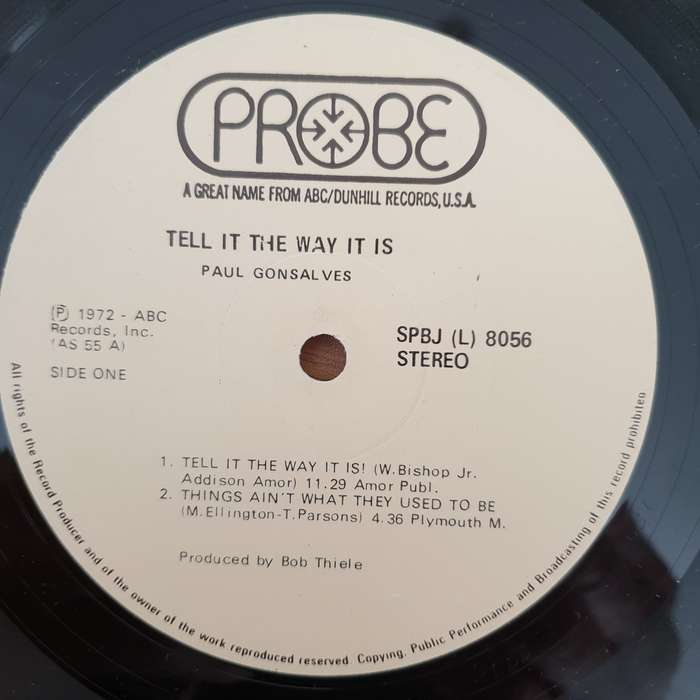 PROBE
A GREAT NAME FROM ABC/DUNHILL RECORDS, U.S.A.
TELL IT THE WAY IT IS
PAUL GONSALVES
Ⓟ 1972 - ABC
Records, Inc.
(AS 55 A)
SIDE ONE
SPBJ (L) 8056
STEREO
1. TELL IT THE WAY IT IS! (W.Bishop Jr.
Addison Amor) 11.29 Amor Publ.
2. THINGS AIN'T WHAT THEY USED TO BE
(M.Ellington-T.Parsons) 4.36 Plymouth M.
Produced by Bob Thiele
All rights of the Record Producer and of the owner of the work reproduced reserved. Copying, Public Performance and Broadcasting of this record prohibited